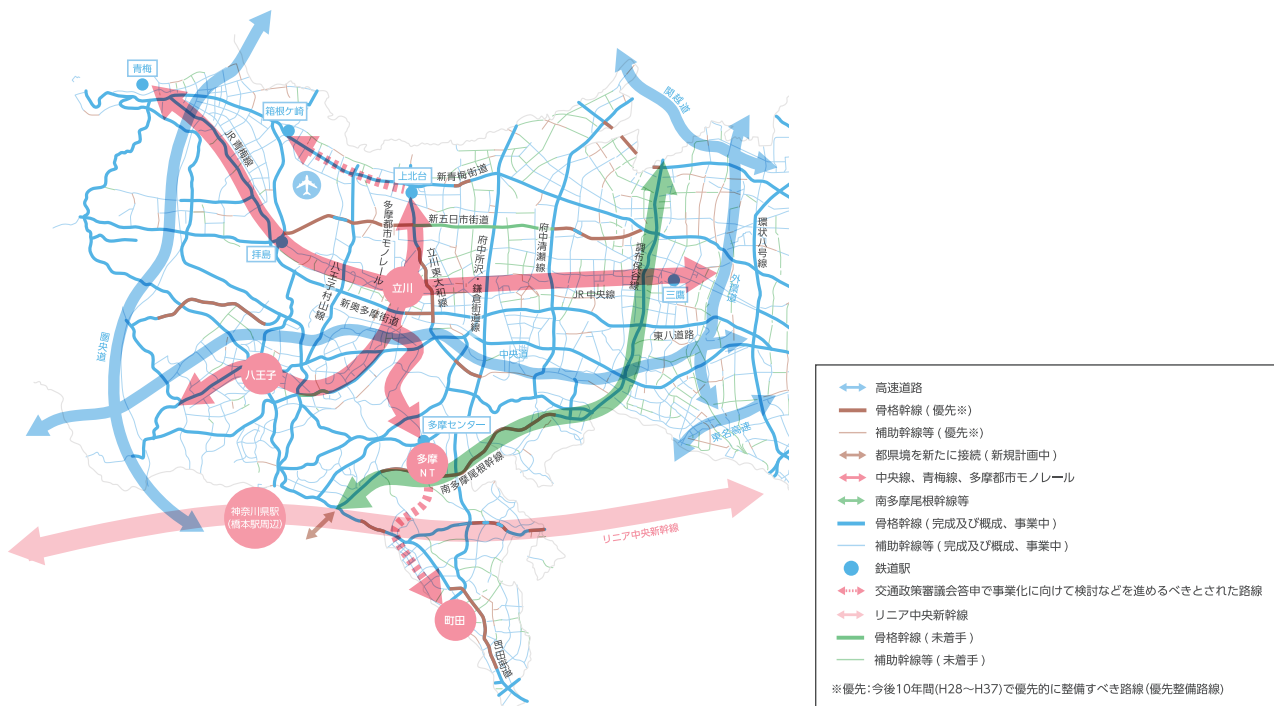 青梅
箱根ケ崎
関越道
JR青梅線
上北台
新青梅街道
多摩都市モノレール
新五日市街道
府中所沢・鎌倉街道線
府中清瀬線
調布保谷線
環状八号線
拝島
立川東大和線
八王子村山線
立川
外環道
JR中央線
三鷹
新奥多摩街道
東八道路
圏央道
中央道
八王子
多摩センター
東名高速
多摩
NT
南多摩尾根幹線
神奈川県駅
(橋本駅周辺)
リニア中央新幹線
町田
町田街道
高速道路
骨格幹線(優先※)
補助幹線等(優先※)
都県境を新たに接続(新規計画中)
中央線、青梅線、多摩都市モノレール
南多摩尾根幹線等
骨格幹線(完成及び概成、事業中)
補助幹線等(完成及び概成、事業中)
鉄道駅
交通政策審議会答申で事業化に向けて検討などを進めるべきとされた路線
リニア中央新幹線
骨格幹線(未着手)
補助幹線等(未着手)
※優先:今後10年間(H28～H37)で優先的に整備すべき路線(優先整備路線)